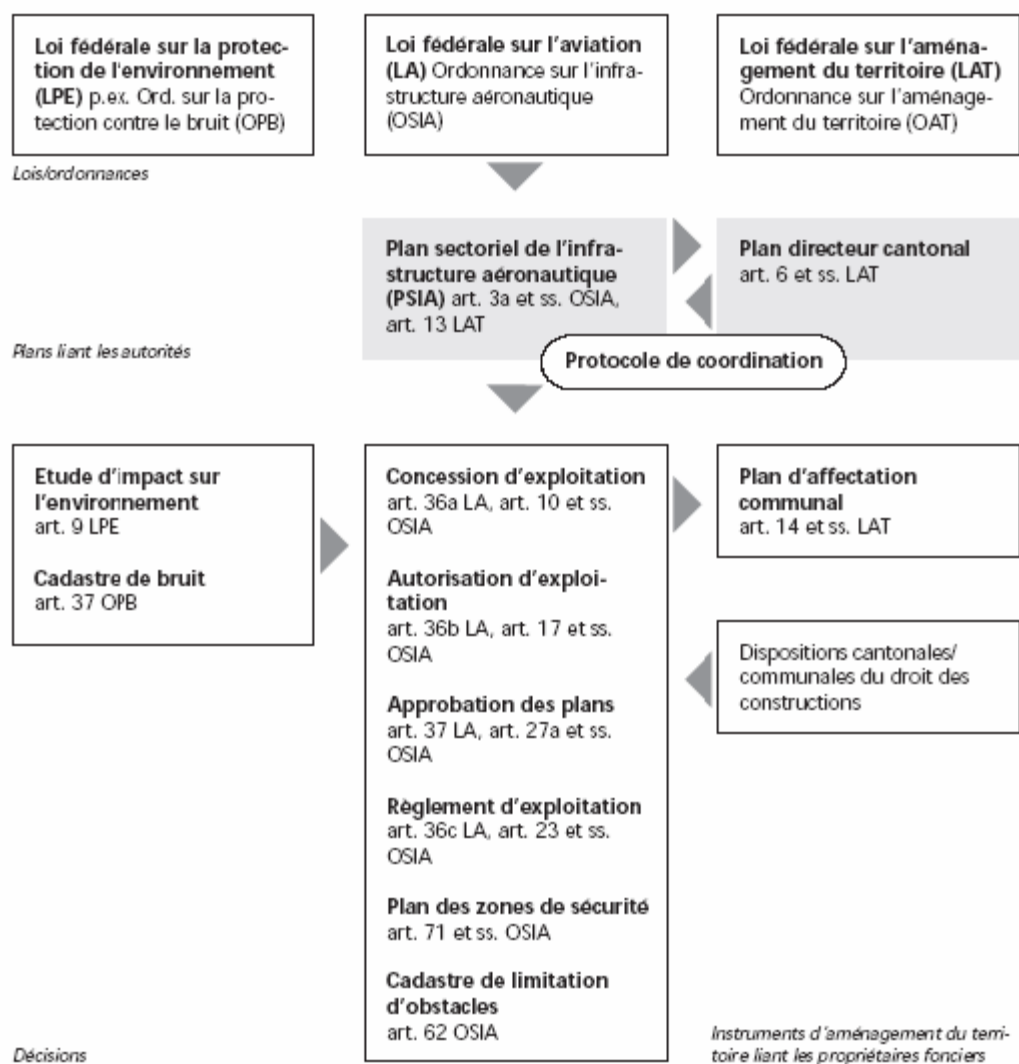 Loi fédérale sur la protec-
tion de l'environnement
(LPE) p.ex. Ord. sur la pro-
tection contre le bruit (OPB)
Loi fédérale sur l'aviation
(LA) Ordonnance sur l'infra-
structure aéronautique
(OSIA)
Loi fédérale sur l'aména-
gement du territoire (LAT)
Ordonnance sur l'aménage-
ment du territoire (OAT)
Lois/ordonnances
Plan sectoriel de l'infra-
structure aéronautique
(PSIA) art. 3a et ss. OSIA,
art. 13 LAT
Plan directeur cantonal
art. 6 et ss. LAT
Plans liant les autorités
Protocole de coordination
Etude d'impact sur
l'environnement
art. 9 LPE
Cadastre de bruit
art. 37 OPB
Concession d'exploitation
art. 36a LA, art. 10 et ss.
OSIA
Autorisation d'exploi-
tation
art. 36b LA, art. 17 et ss.
OSIA
Approbation des plans
art. 37 LA, art. 27a et ss.
OSIA
Règlement d'exploitation
art. 36c LA, art. 23 et ss.
OSIA
Plan des zones de sécurité
art. 71 et ss. OSIA
Cadastre de limitation
d'obstacles
art. 62 OSIA
Plan d'affectation
communal
art. 14 et ss. LAT
Dispositions cantonales/
communales du droit des
constructions
Décisions
Instruments d'aménagement du terri-
toire liant les propriétaires fonciers